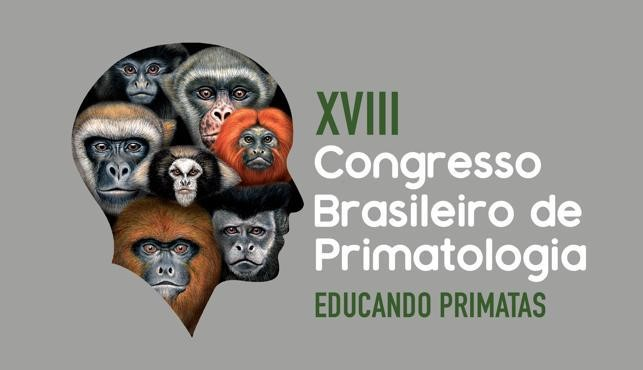 XVIII
Congresso
Brasileiro de
Primatologia
EDUCANDO PRIMATAS